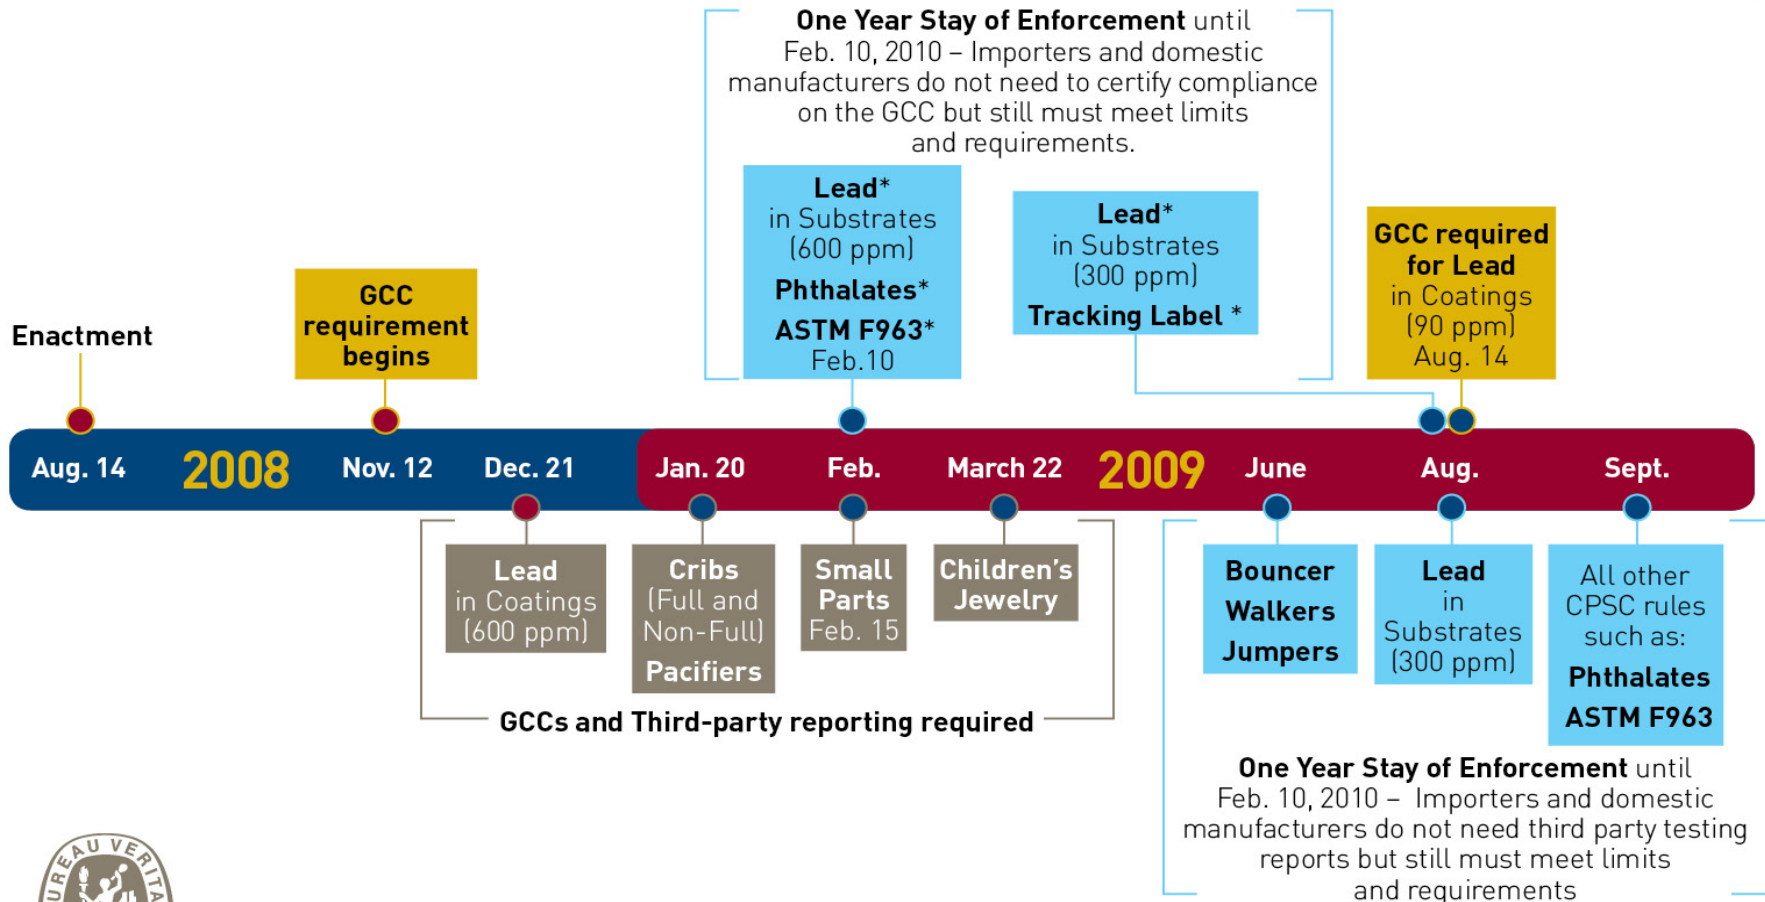 One Year Stay of Enforcement until
Feb. 10, 2010 – Importers and domestic
manufacturers do not need to certify compliance
on the GCC but still must meet limits
and requirements.
Lead*
in Substrates
(600 ppm)
Phthalates*
ASTM F963*
Feb.10
Lead*
in Substrates
(300 ppm)
Tracking Label *
GCC required
for Lead
in Coatings
(90 ppm)
Aug. 14
GCC
requirement
begins
Enactment
Aug. 14 2008 Nov. 12 Dec. 21 Jan. 20 Feb. March 22 2009 June Aug. Sept.
Lead
in Coatings
(600 ppm)
Cribs
(Full and
Non-Full)
Pacifiers
Small
Parts
Feb. 15
Children's
Jewelry
GCCs and Third-party reporting required
Bouncer
Walkers
Jumpers
Lead
in
Substrates
(300 ppm)
All other
CPSC rules
such as:
Phthalates
ASTM F963
One Year Stay of Enforcement until
Feb. 10, 2010 – Importers and domestic
manufacturers do not need third party testing
reports but still must meet limits
and requirements
UREAU VERITA